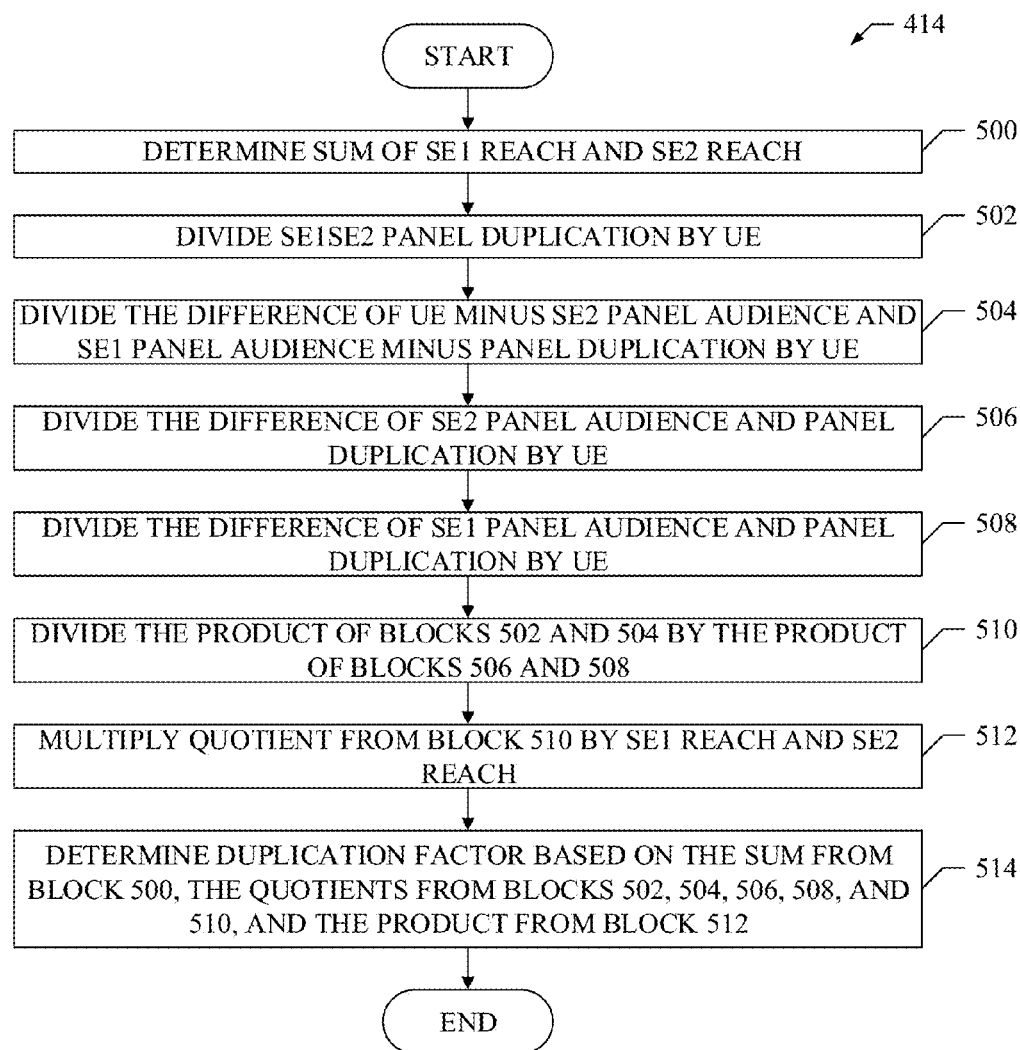 414
START
500
DETERMINE SUM OF SE1 REACH AND SE2 REACH
502
DIVIDE SE1SE2 PANEL DUPLICATION BY UE
504
DIVIDE THE DIFFERENCE OF UE MINUS SE2 PANEL AUDIENCE AND
SE1 PANEL AUDIENCE MINUS PANEL DUPLICATION BY UE
506
DIVIDE THE DIFFERENCE OF SE2 PANEL AUDIENCE AND PANEL
DUPLICATION BY UE
508
DIVIDE THE DIFFERENCE OF SE1 PANEL AUDIENCE AND PANEL
DUPLICATION BY UE
510
DIVIDE THE PRODUCT OF BLOCKS 502 AND 504 BY THE PRODUCT
OF BLOCKS 506 AND 508
512
MULTIPLY QUOTIENT FROM BLOCK 510 BY SE1 REACH AND SE2
REACH
514
DETERMINE DUPLICATION FACTOR BASED ON THE SUM FROM
BLOCK 500, THE QUOTIENTS FROM BLOCKS 502, 504, 506, 508, AND
510, AND THE PRODUCT FROM BLOCK 512
END